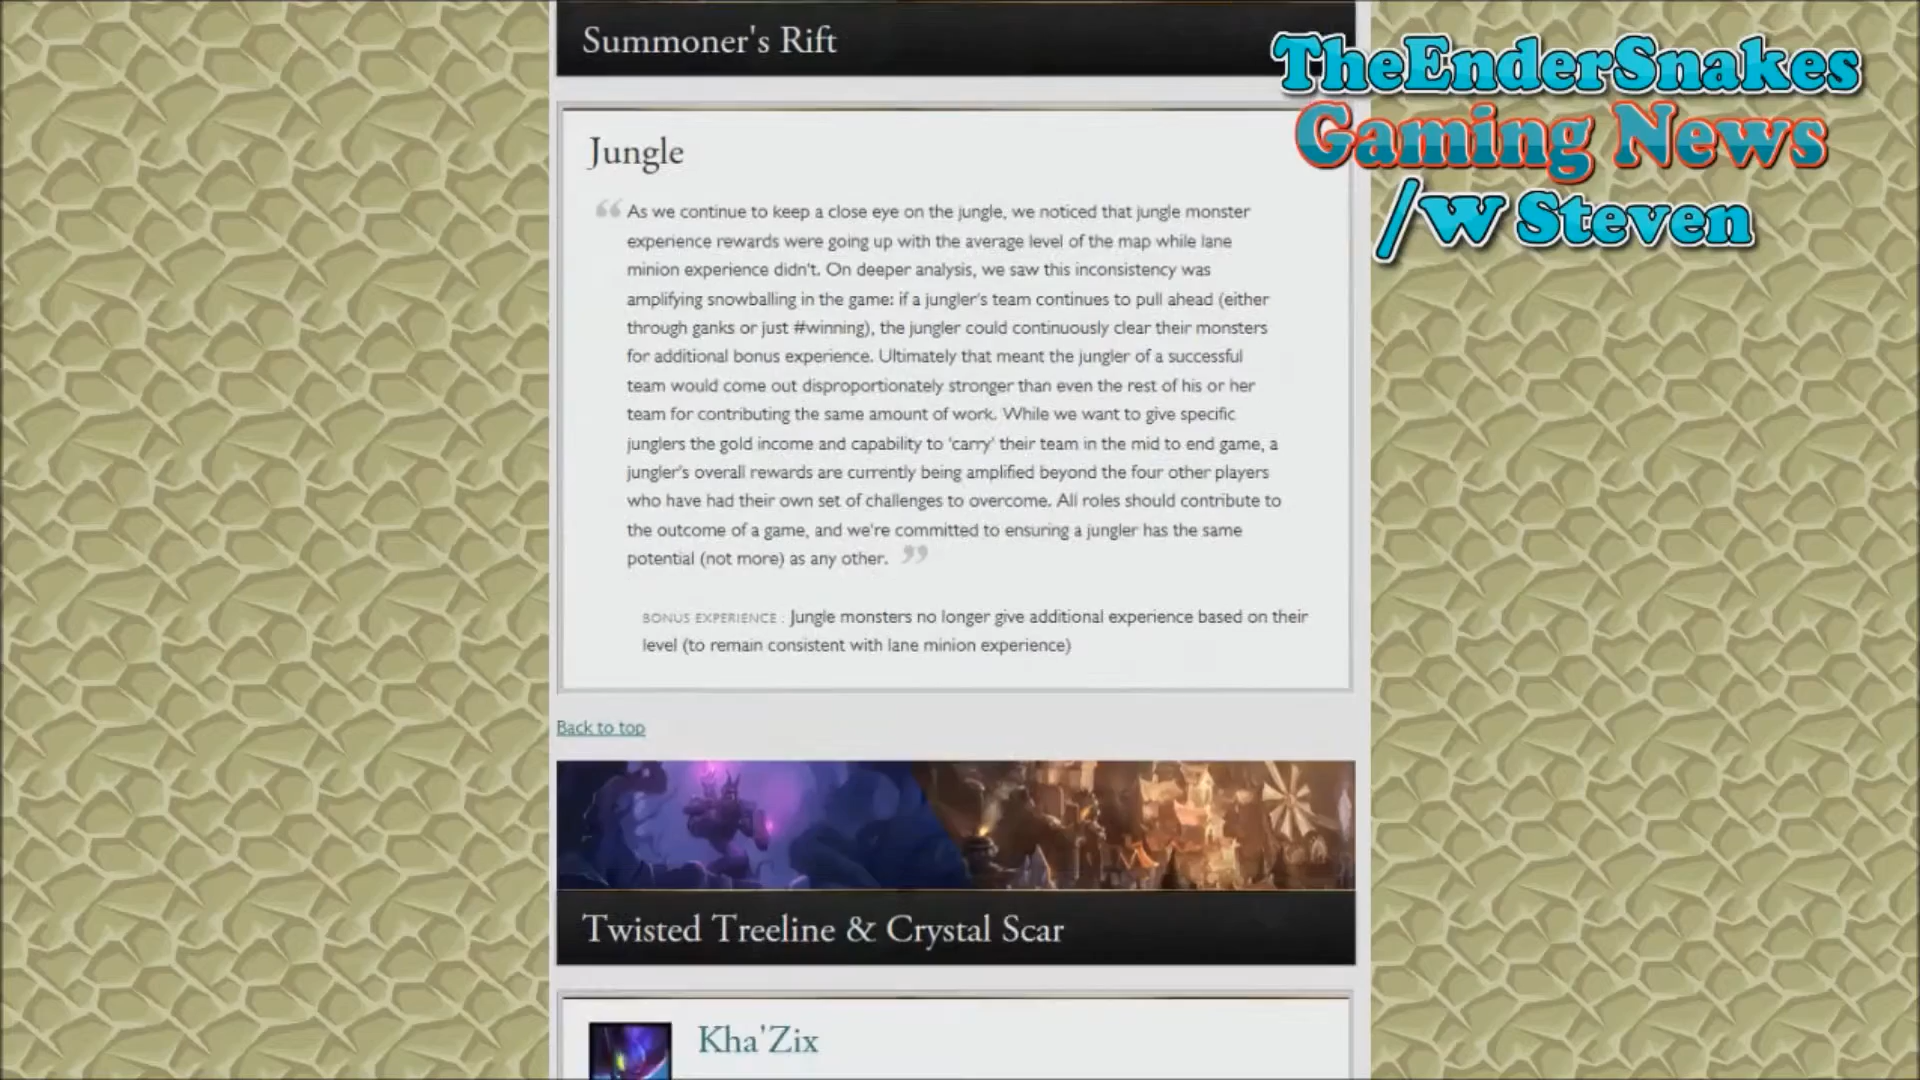 Summoner's Rift
TheEnderSnakes
Gaming News
/w Steven
Jungle
“ As we continue to keep a close eye on the jungle, we noticed that jungle monster
experience rewards were going up with the average level of the map while lane
minion experience didn't. On deeper analysis, we saw this inconsistency was
amplifying snowballing in the game: if a jungler's team continues to pull ahead (either
through ganks or just #winning), the jungler could continuously clear their monsters
for additional bonus experience. Ultimately that meant the jungler of a successful
team would come out disproportionately stronger than even the rest of his or her
team for contributing the same amount of work. While we want to give specific
junglers the gold income and capability to 'carry' their team in the mid to end game, a
jungler's overall rewards are currently being amplified beyond the four other players
who have had their own set of challenges to overcome. All roles should contribute to
the outcome of a game, and we're committed to ensuring a jungler has the same
potential (not more) as any other. ”
BONUS EXPERIENCE : Jungle monsters no longer give additional experience based on their
level (to remain consistent with lane minion experience)
Back to top
Twisted Treeline & Crystal Scar
Kha'Zix